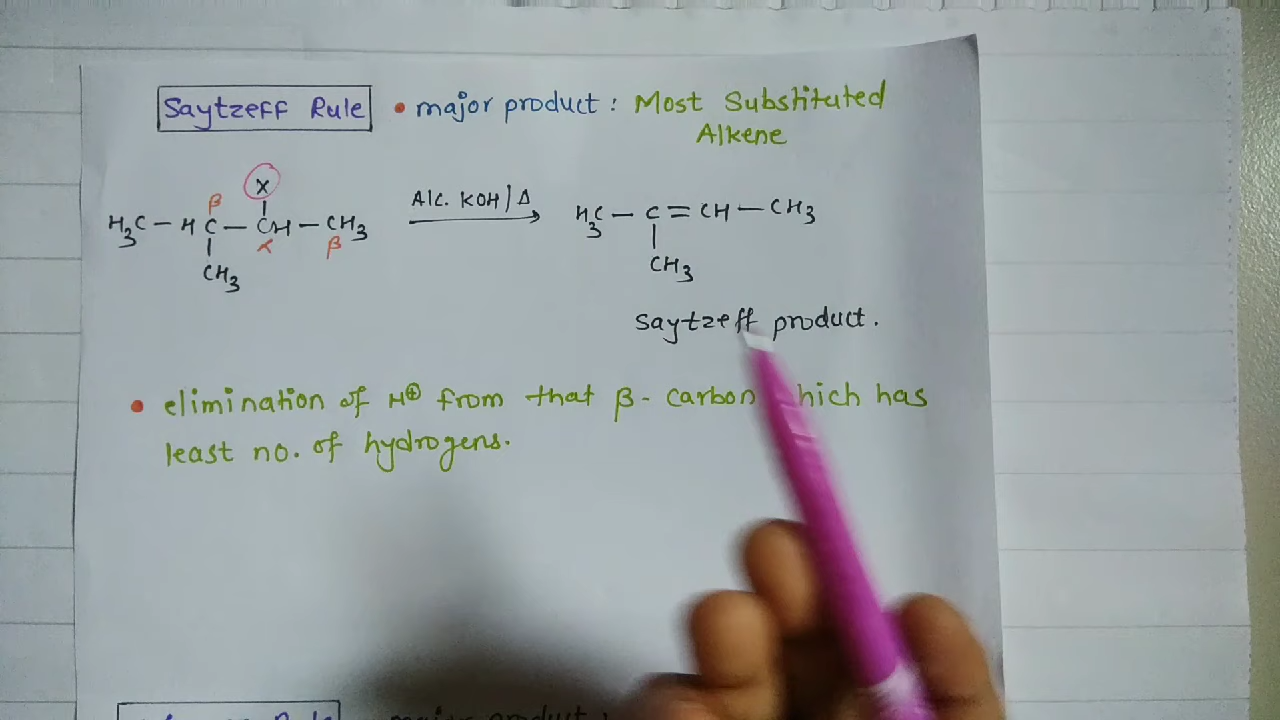 Saytzeff Rule • major product : Most Substituted
Alkene
X
β
H3C – HC – CH – CH3
α β
CH3
Alc. KOH/Δ
H3C – C = CH – CH3
CH3
Saytzeff product.
• elimination of H⊕ from that β- carbon which has
least no. of hydrogens.